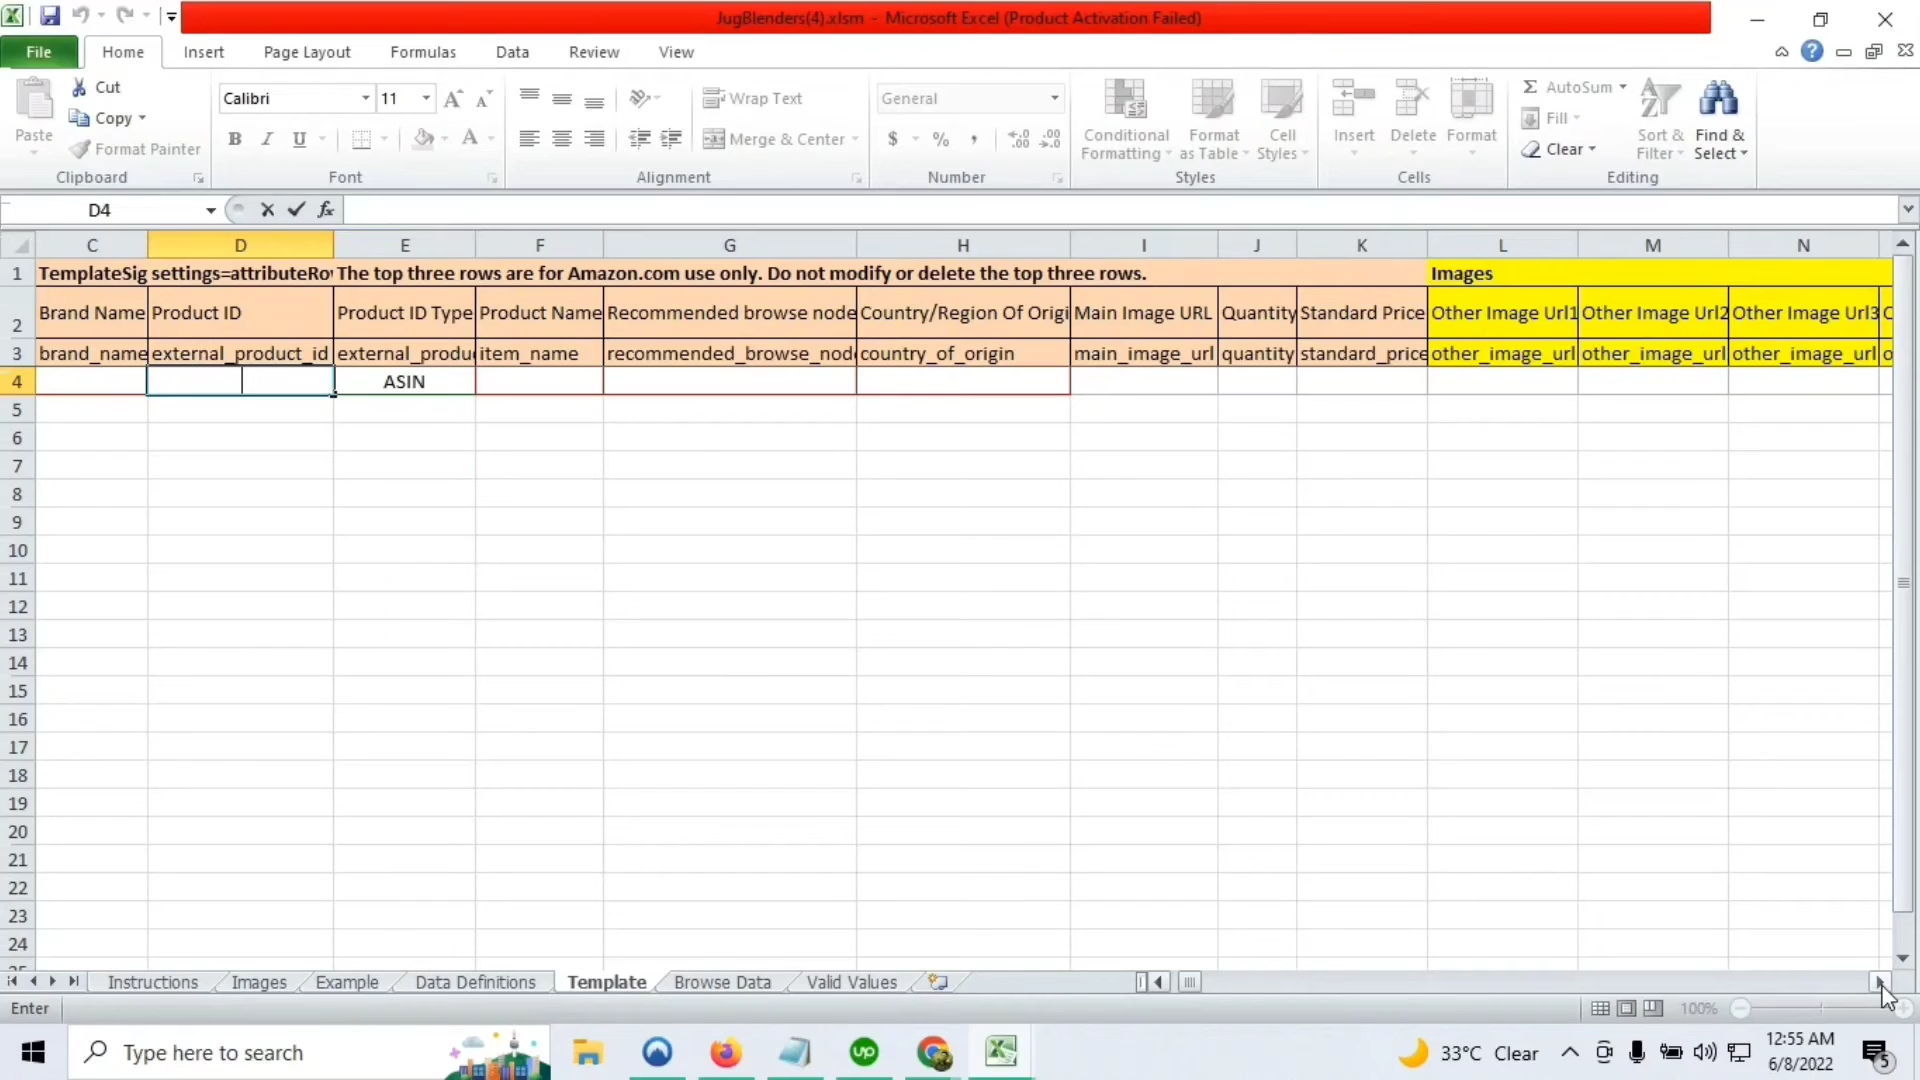 JugBlenders(4).xlsm - Microsoft Excel (Product Activation Failed)
File Home Insert Page Layout Formulas Data Review View
Paste
Cut
Copy
Format Painter
Clipboard
Calibri 11
B I U
Font
Wrap Text
Merge & Center
Alignment
General
$ % ,
Number
Conditional Formatting
Format as Table
Cell Styles
Styles
Insert
Delete
Format
Cells
AutoSum
Fill
Clear
Sort & Filter
Find & Select
Editing
D4 fx
C D E F G H I J K L M N
1 TemplateSig settings=attributeRo The top three rows are for Amazon.com use only. Do not modify or delete the top three rows. Images
2 Brand Name Product ID Product ID Type Product Name Recommended browse node Country/Region Of Origi Main Image URL Quantity Standard Price Other Image Url1 Other Image Url2 Other Image Url3
3 brand_name external_product_id external_produ item_name recommended_browse_nod country_of_origin main_image_url quantity standard_price other_image_url other_image_url other_image_url
4 ASIN
5
6
7
8
9
10
11
12
13
14
15
16
17
18
19
20
21
22
23
24
Instructions Images Example Data Definitions Template Browse Data Valid Values
Enter 100%
Type here to search
up
33°C Clear
12:55 AM
6/8/2022
5